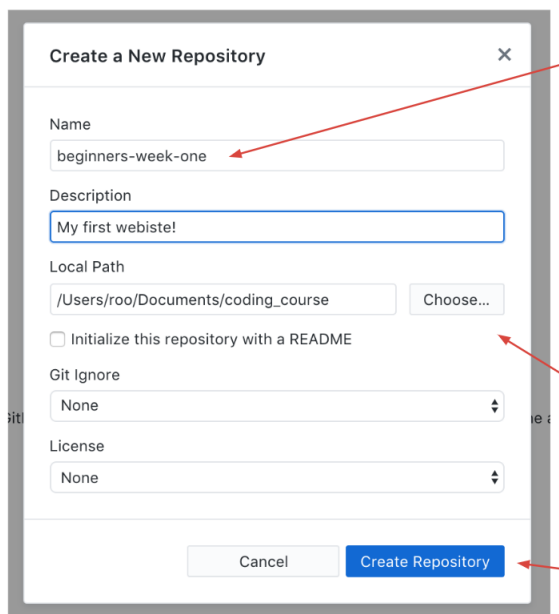 Create a New Repository
Name
beginners-week-one
Description
My first webiste!
Local Path
/Users/roo/Documents/coding_course
Choose...
Initialize this repository with a README
Git Ignore
None
License
None
Cancel
Create Repository